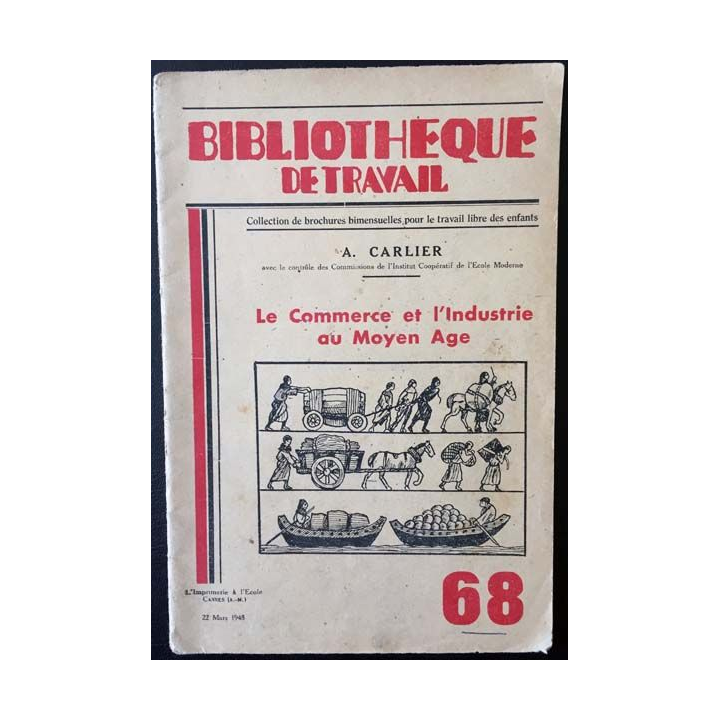 BIBLIOTHEQUE
DE TRAVAIL
Collection de brochures bimensuelles pour le travail libre des enfants
A. CARLIER
avec le contrôle des Commissions de l'Institut Coopératif de l'Ecole Moderne
Le Commerce et l'Industrie
au Moyen Age
L'Imprimerie à l'Ecole
CANNES (A.-M.)
22 Mars 1948
68